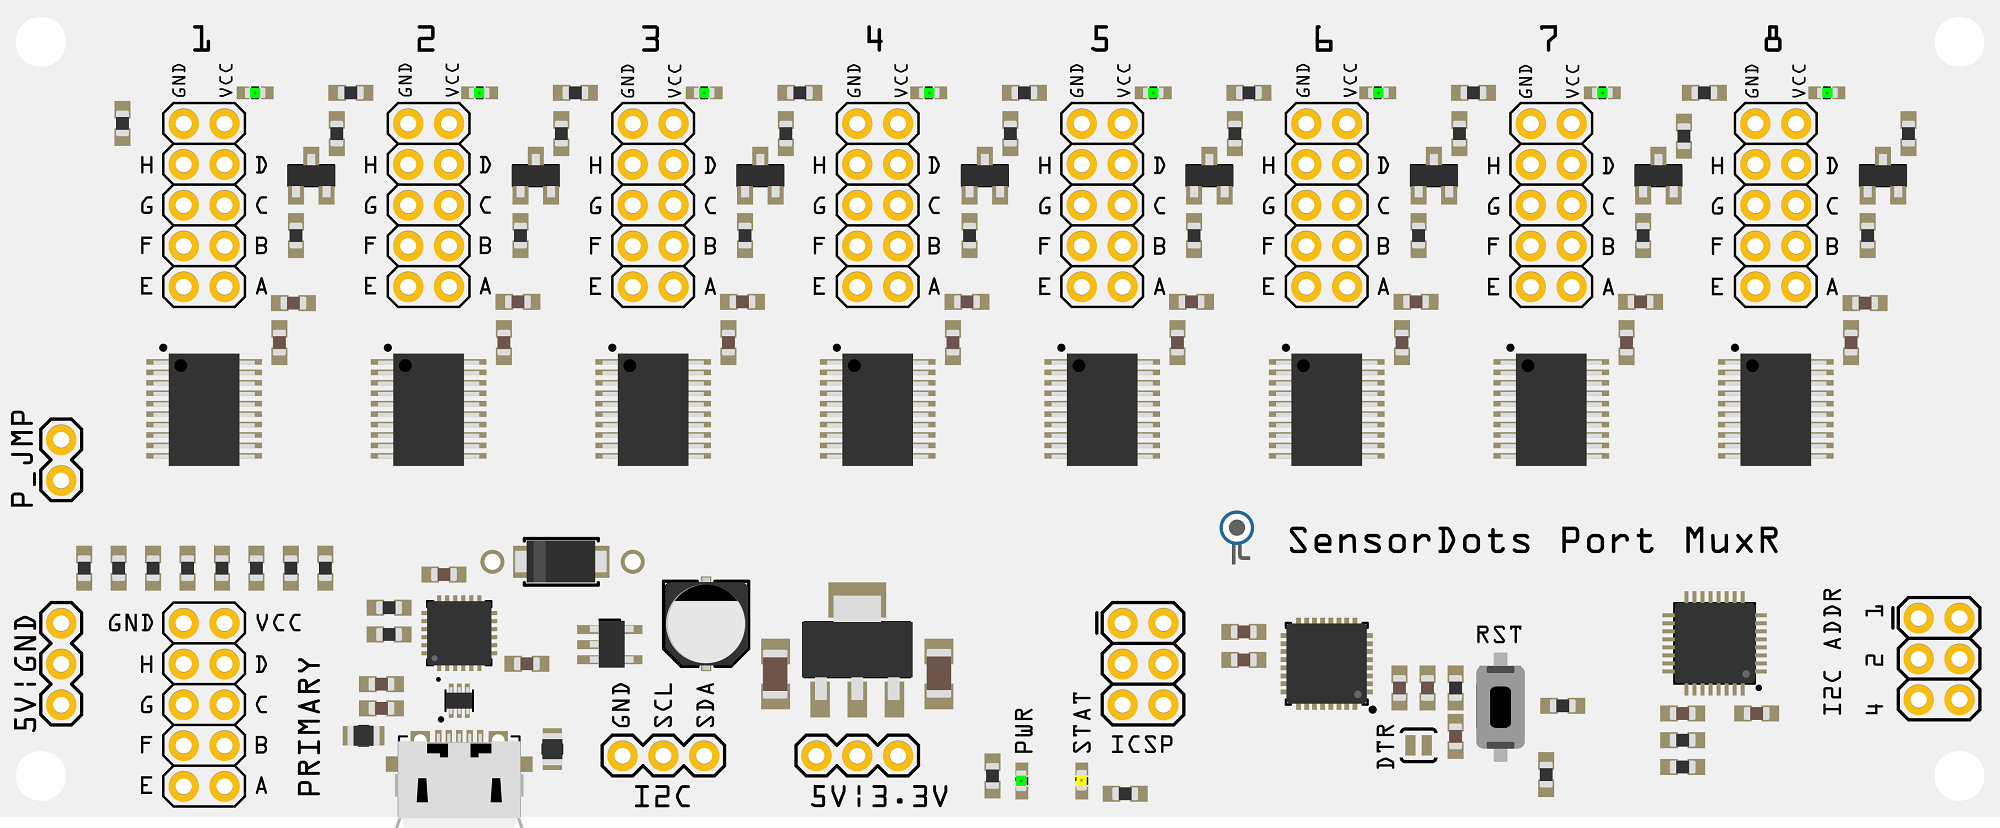 1 2 3 4 5 6 7 8
GND VCC GND VCC GND VCC GND VCC GND VCC GND VCC GND VCC GND VCC
H D H D H D H D H D H D H D H D
G C G C G C G C G C G C G C G C
F B F B F B F B F B F B F B F B
E A E A E A E A E A E A E A E A
P_JMP
SensorDots Port MuxR
5V|GND
GND VCC
H D
G C
F B
E A
PRIMARY
GND SCL SDA
I2C
5V|3.3V
PWR
STAT
ICSP
RST
DTR
I2C ADDR
1
2
4